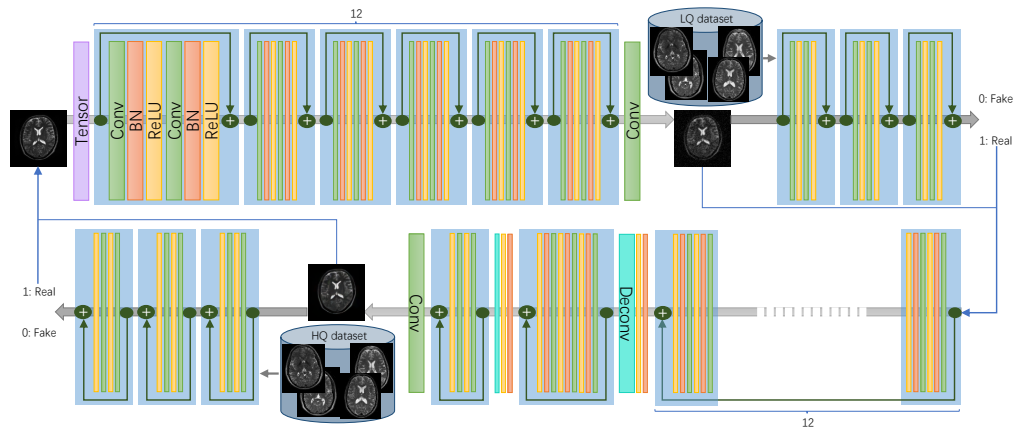 12
LQ dataset
Tensor
Conv
BN
ReLU
Conv
BN
ReLU
Conv
0: Fake
1: Real
1: Real
0: Fake
HQ dataset
Conv
Deconv
12